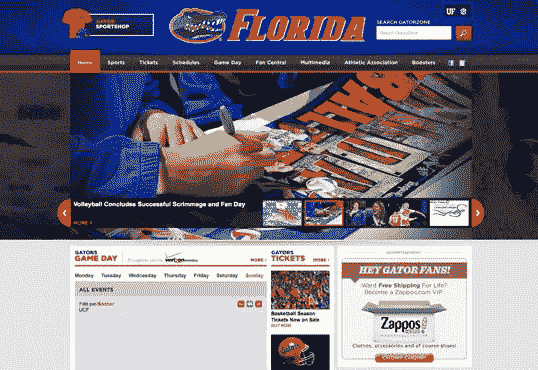 GATOR
SPORTSHOP
FLORIDA
UF
SEARCH GATORZONE
Search GatorZone
Home Sports Tickets Schedules Game Day Fan Central Multimedia Athletic Association Boosters
Volleyball Concludes Successful Scrimmage and Fan Day
MORE
GATORS
GAME DAY
verizon
MORE
GATORS
TICKETS
MORE
ADVERTISEMENT
Monday Tuesday Wednesday Thursday Friday Saturday Sunday
ALL EVENTS
7:00 pm Soccer
UCF
Basketball Season
Tickets Now on Sale
BUY NOW
HEY GATOR FANS!
Want Free Shipping For Life?
Become a Zappos.com VIP
Zappos
Clothes, accessories and of course shoes!